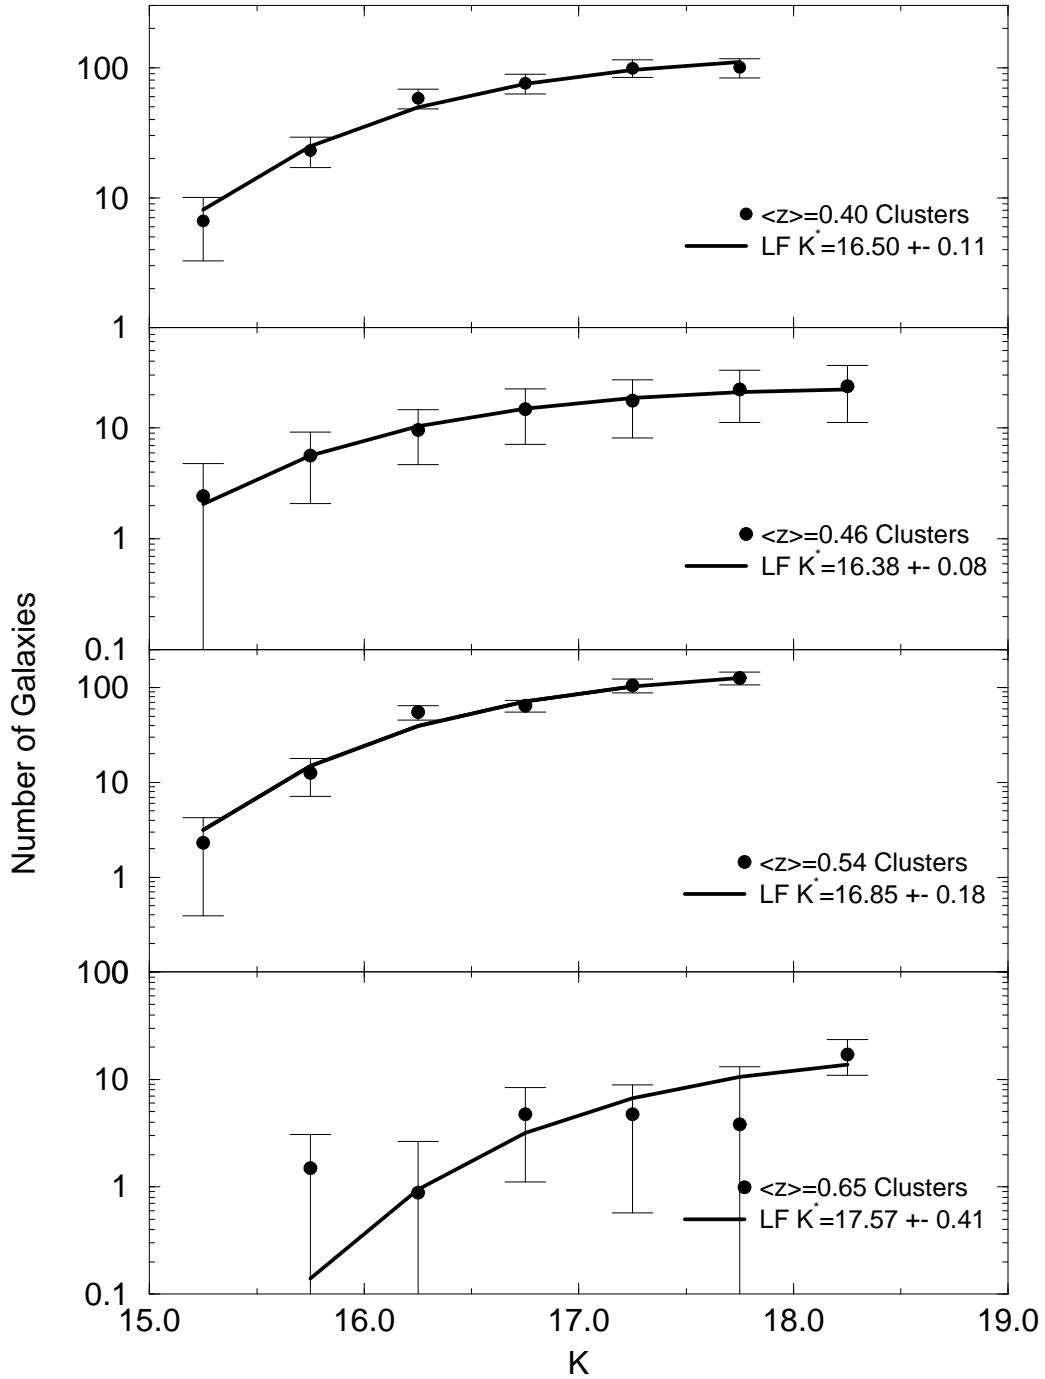 100
10
1
<z>=0.40 Clusters
LF K*=16.50 +- 0.11
10
1
0.1
<z>=0.46 Clusters
LF K*=16.38 +- 0.08
Number of Galaxies
100
10
1
<z>=0.54 Clusters
LF K*=16.85 +- 0.18
100
10
1
0.1
<z>=0.65 Clusters
LF K*=17.57 +- 0.41
15.0 16.0 17.0 18.0 19.0
K